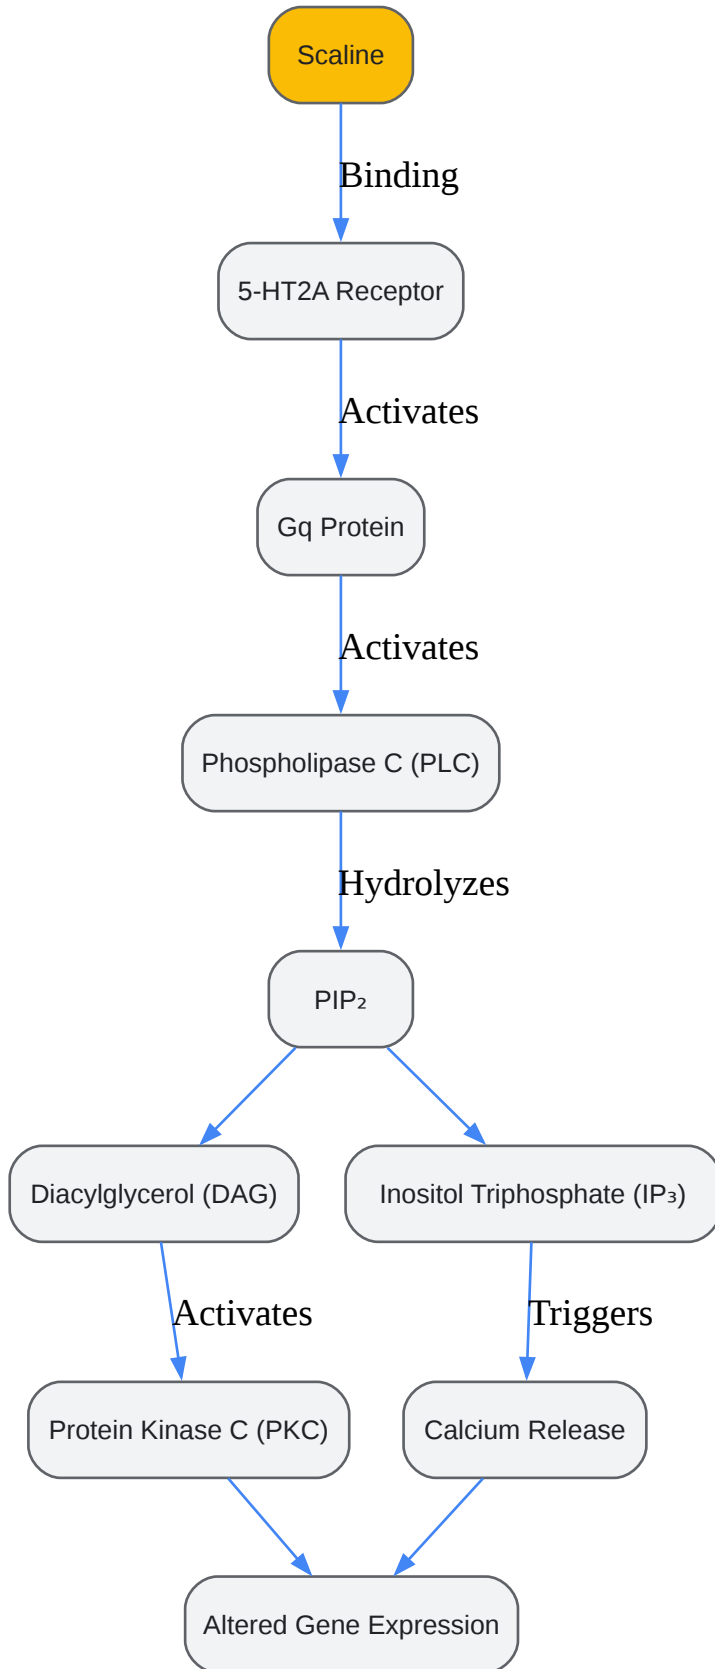 Scaline
Binding
5-HT2A Receptor
Activates
Gq Protein
Activates
Phospholipase C (PLC)
Hydrolyzes
PIP₂
Diacylglycerol (DAG)
Inositol Triphosphate (IP₃)
Activates
Triggers
Protein Kinase C (PKC)
Calcium Release
Altered Gene Expression